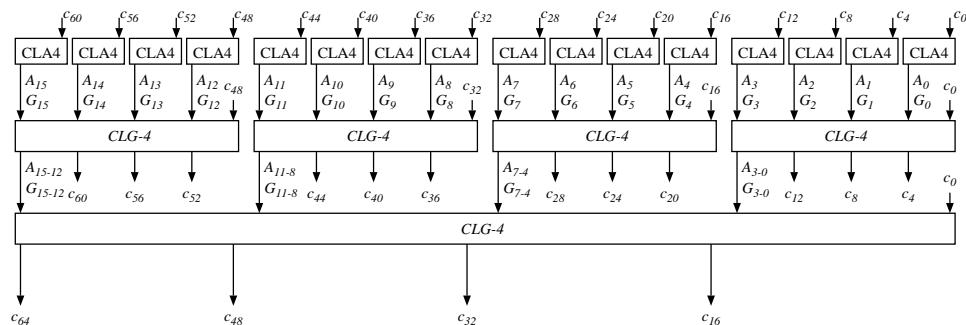 c60 c56 c52 c48 c44 c40 c36 c32 c28 c24 c20 c16 c12 c8 c4 c0
CLA4 CLA4 CLA4 CLA4 CLA4 CLA4 CLA4 CLA4 CLA4 CLA4 CLA4 CLA4 CLA4 CLA4 CLA4 CLA4
A15 A14 A13 A12 A11 A10 A9 A8 A7 A6 A5 A4 A3 A2 A1 A0
G15 G14 G13 G12 c48 G11 G10 G9 G8 c32 G7 G6 G5 G4 c16 G3 G2 G1 G0 c0
CLG-4 CLG-4 CLG-4 CLG-4
A15-12 A11-8 A7-4 A3-0
G15-12 c60 c56 c52 G11-8 c44 c40 c36 G7-4 c28 c24 c20 G3-0 c12 c8 c4 c0
CLG-4
c64 c48 c32 c16